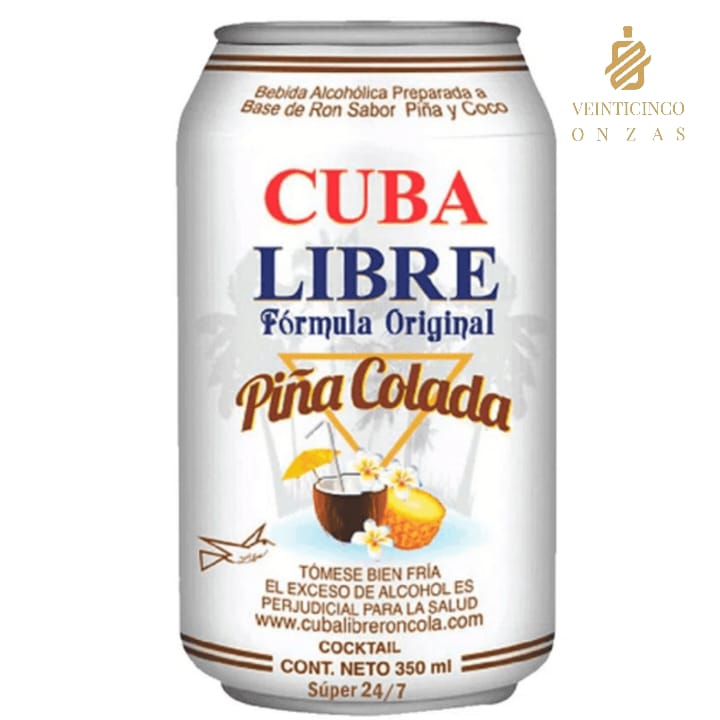 Bebida Alcohólica Preparada a
Base de Ron Sabor Piña y Coco
VEINTICINCO
ONZAS
CUBA
LIBRE
Fórmula Original
Piña Colada
TÓMESE BIEN FRÍA
EL EXCESO DE ALCOHOL ES
PERJUDICIAL PARA LA SALUD
www.cubalibreroncola.com
COCKTAIL
CONT. NETO 350 ml
Súper 24/7